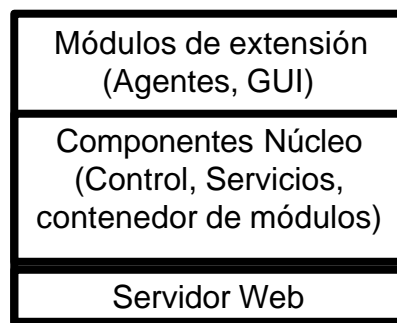 Módulos de extensión
(Agentes, GUI)
Componentes Núcleo
(Control, Servicios,
contenedor de módulos)
Servidor Web